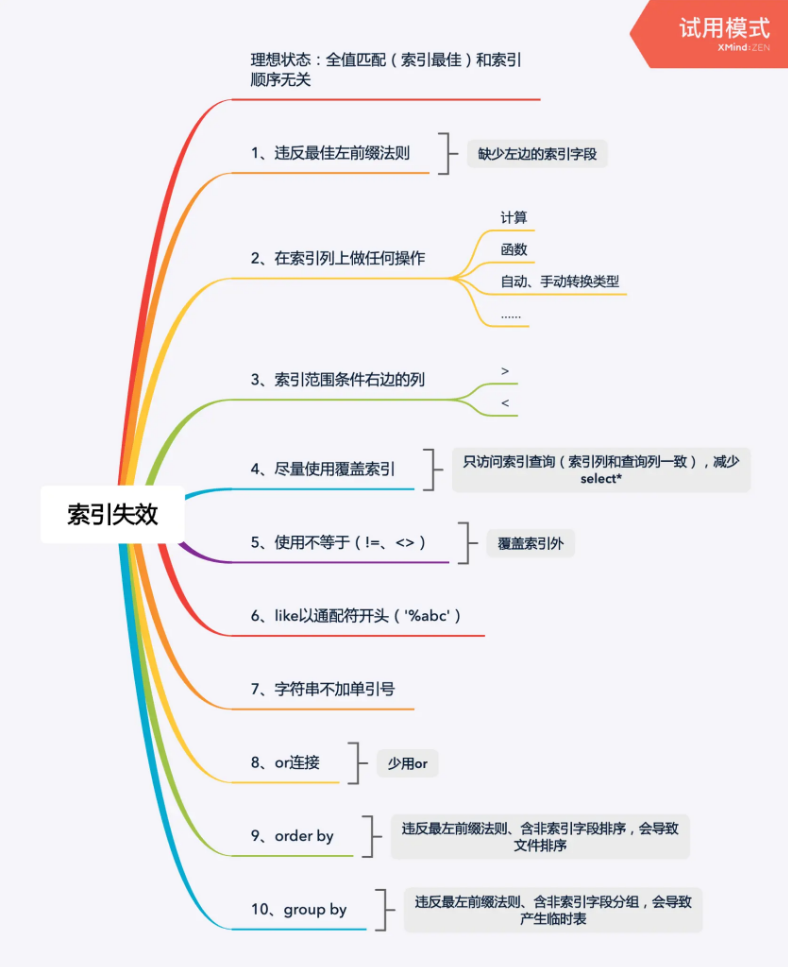 试用模式
XMind:ZEN
理想状态：全值匹配（索引最佳）和索引
顺序无关
1、违反最佳左前缀法则
缺少左边的索引字段
2、在索引列上做任何操作
计算
函数
自动、手动转换类型
......
3、索引范围条件右边的列
>
<
4、尽量使用覆盖索引
只访问索引查询（索引列和查询列一致），减少
select*
索引失效
5、使用不等于（!=、<>）
覆盖索引外
6、like以通配符开头（'%abc'）
7、字符串不加单引号
8、or连接
少用or
9、order by
违反最左前缀法则、含非索引字段排序，会导致
文件排序
10、group by
违反最左前缀法则、含非索引字段分组，会导致
产生临时表